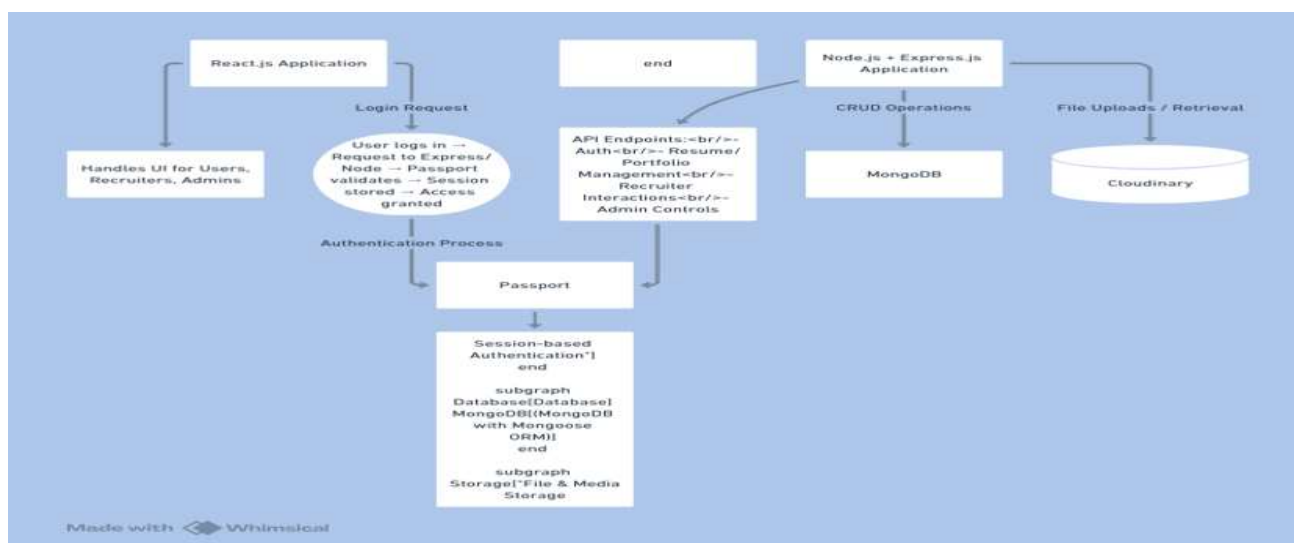 React.js Application
end
Node.js + Express.js
Application
Login Request
CRUD Operations
File Uploads / Retrieval
Handles UI for Users,
Recruiters, Admins
User logs in →
Request to Express/
Node → Passport
validates → Session
stored → Access
granted
API Endpoints:<br/>-
Auth<br/>- Resume/
Portfolio
Management<br/>-
Recruiter
Interactions<br/>-
Admin Controls
MongoDB
Cloudinary
Authentication Process
Passport
Session-based
Authentication"]
end
subgraph
Database[Database]
MongoDB[(MongoDB
with Mongoose
ORM)]
end
subgraph
Storage["File & Media
Storage
Made with Whimsical